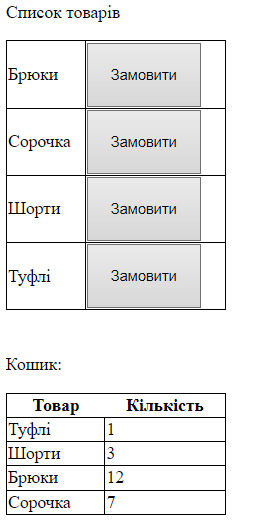 Список товарів
Брюки Замовити
Сорочка Замовити
Шорти Замовити
Туфлі Замовити
Кошик:
Товар Кількість
Туфлі 1
Шорти 3
Брюки 12
Сорочка 7